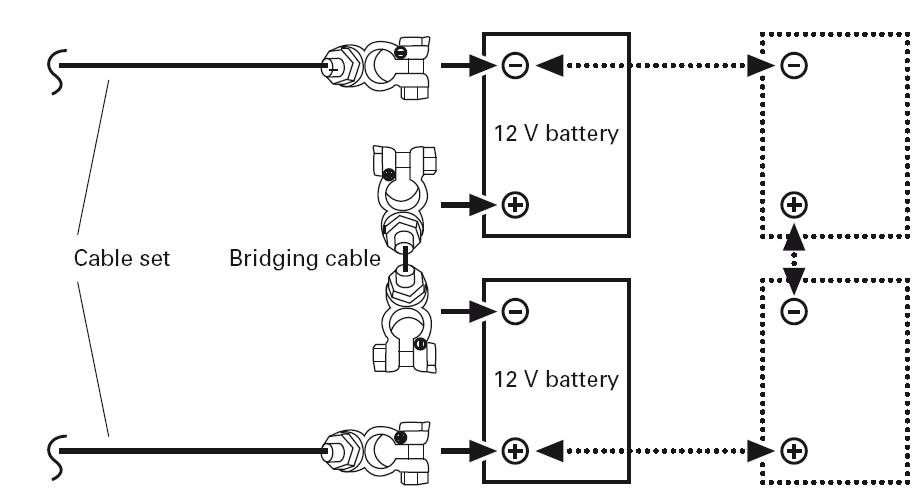 12 V battery
Cable set
Bridging cable
12 V battery